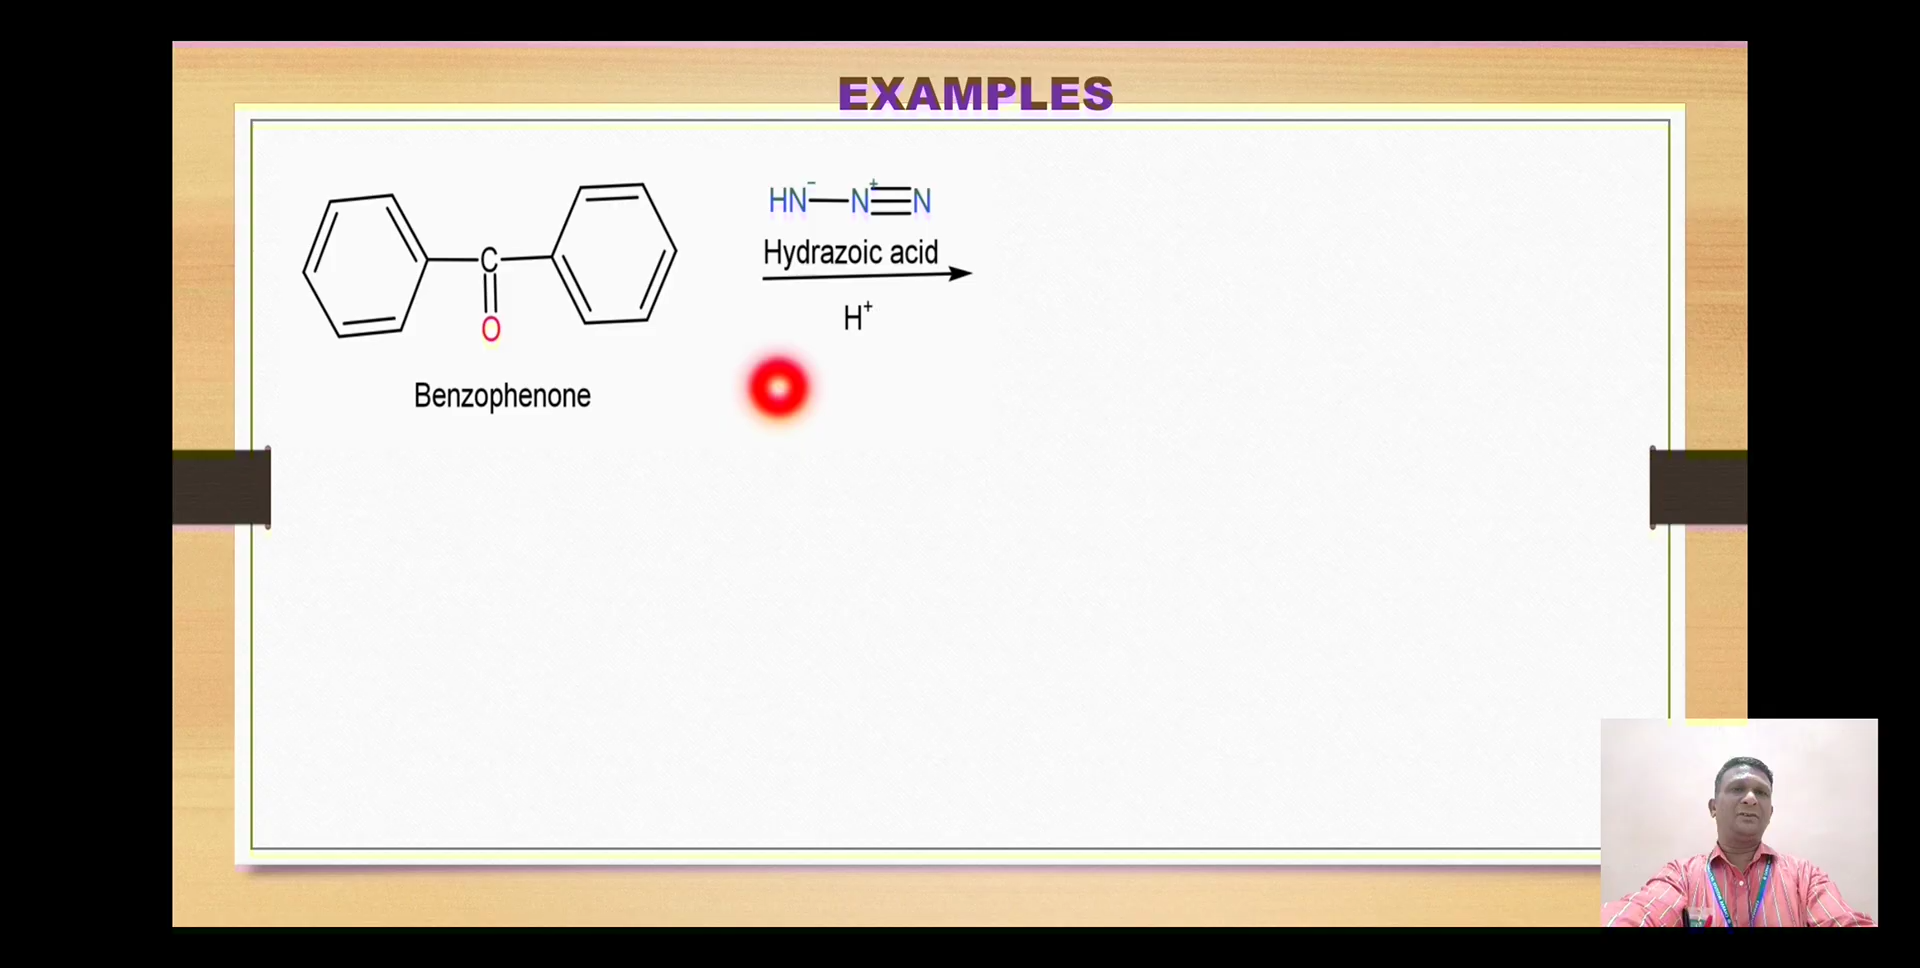 EXAMPLES
HN⁻—N⁺≡N
Hydrazoic acid
H⁺
C
O
Benzophenone